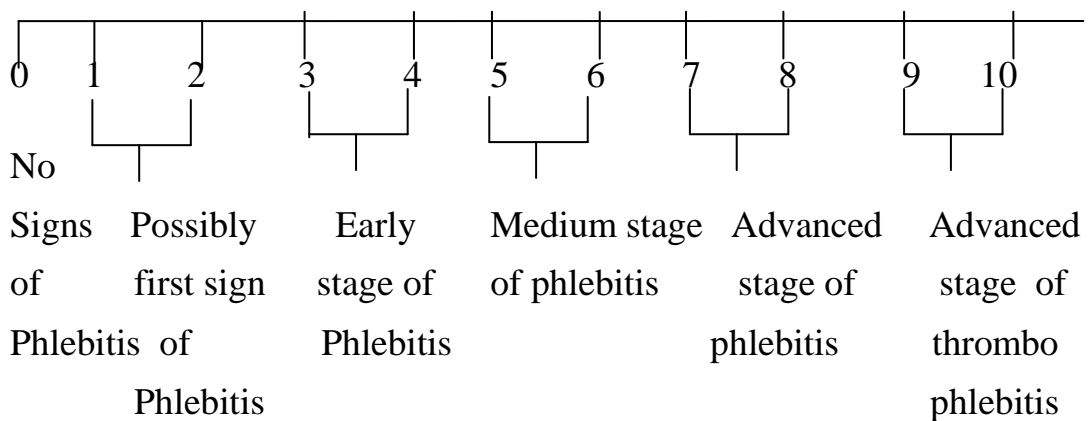 0 1 2 3 4 5 6 7 8 9 10
No
Signs Possibly Early Medium stage Advanced Advanced
of first sign stage of of phlebitis stage of stage of
Phlebitis of Phlebitis phlebitis thrombo
Phlebitis phlebitis